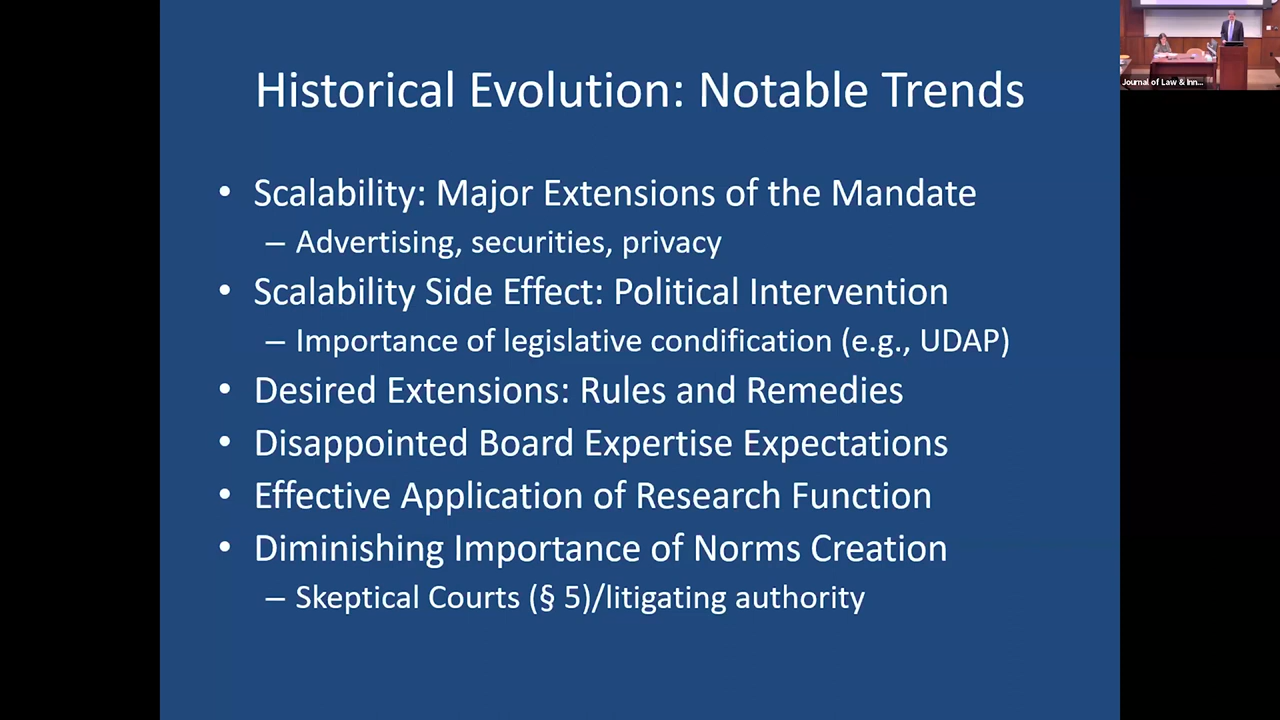 Historical Evolution: Notable Trends
• Scalability: Major Extensions of the Mandate
– Advertising, securities, privacy
• Scalability Side Effect: Political Intervention
– Importance of legislative condification (e.g., UDAP)
• Desired Extensions: Rules and Remedies
• Disappointed Board Expertise Expectations
• Effective Application of Research Function
• Diminishing Importance of Norms Creation
– Skeptical Courts (§ 5)/litigating authority
Journal of Law & Inn...